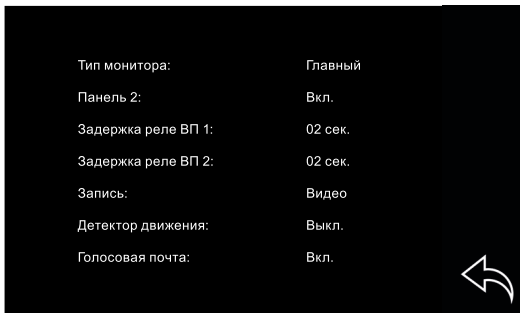 Тип монитора: Главный
Панель 2: Вкл.
Задержка реле ВП 1: 02 сек.
Задержка реле ВП 2: 02 сек.
Запись: Видео
Детектор движения: Выкл.
Голосовая почта: Вкл.